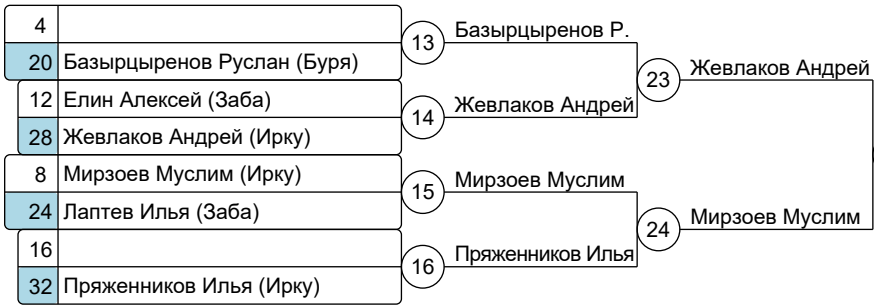 4
20 Базырцыренов Руслан (Буря)
12 Елин Алексей (Заба)
28 Жевлаков Андрей (Ирку)
8 Мирзоев Муслим (Ирку)
24 Лаптев Илья (Заба)
16
32 Пряженников Илья (Ирку)
13 Базырцыренов Р.
14 Жевлаков Андрей
15 Мирзоев Муслим
16 Пряженников Илья
23 Жевлаков Андрей
24 Мирзоев Муслим